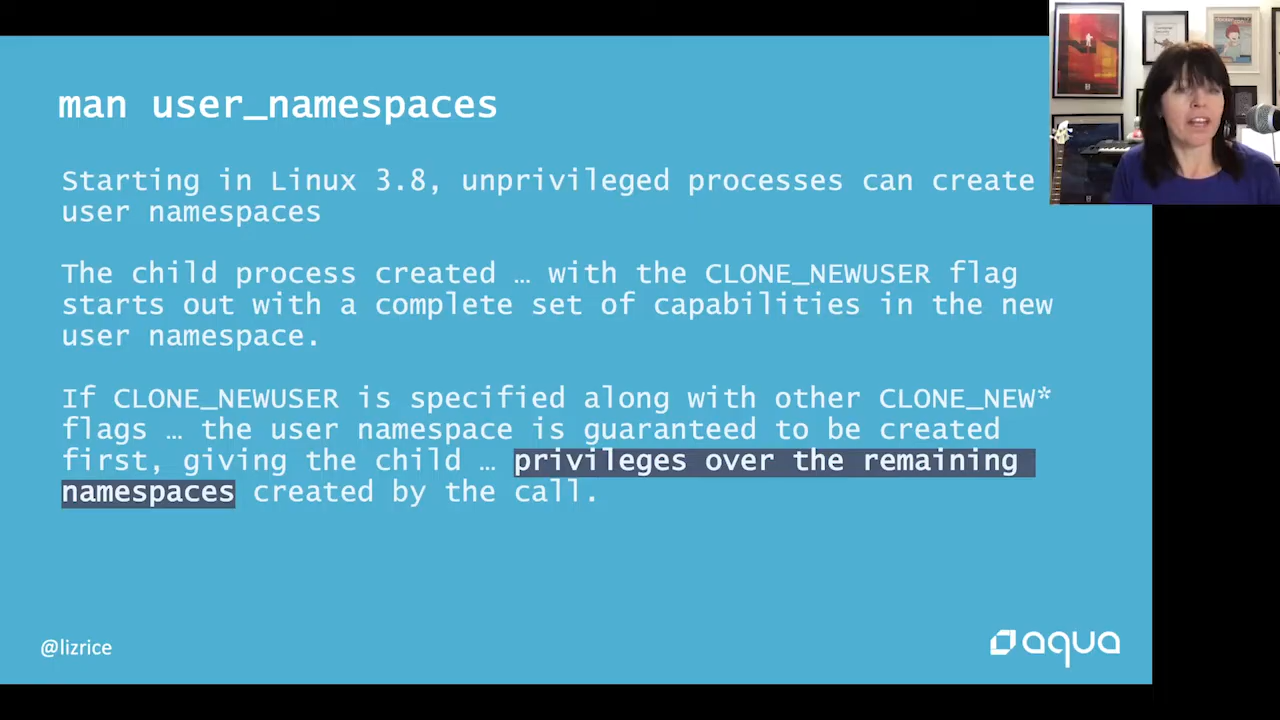 man user_namespaces
Starting in Linux 3.8, unprivileged processes can create
user namespaces
The child process created … with the CLONE_NEWUSER flag
starts out with a complete set of capabilities in the new
user namespace.
If CLONE_NEWUSER is specified along with other CLONE_NEW*
flags … the user namespace is guaranteed to be created
first, giving the child … privileges over the remaining
namespaces created by the call.
@lizrice
aqua